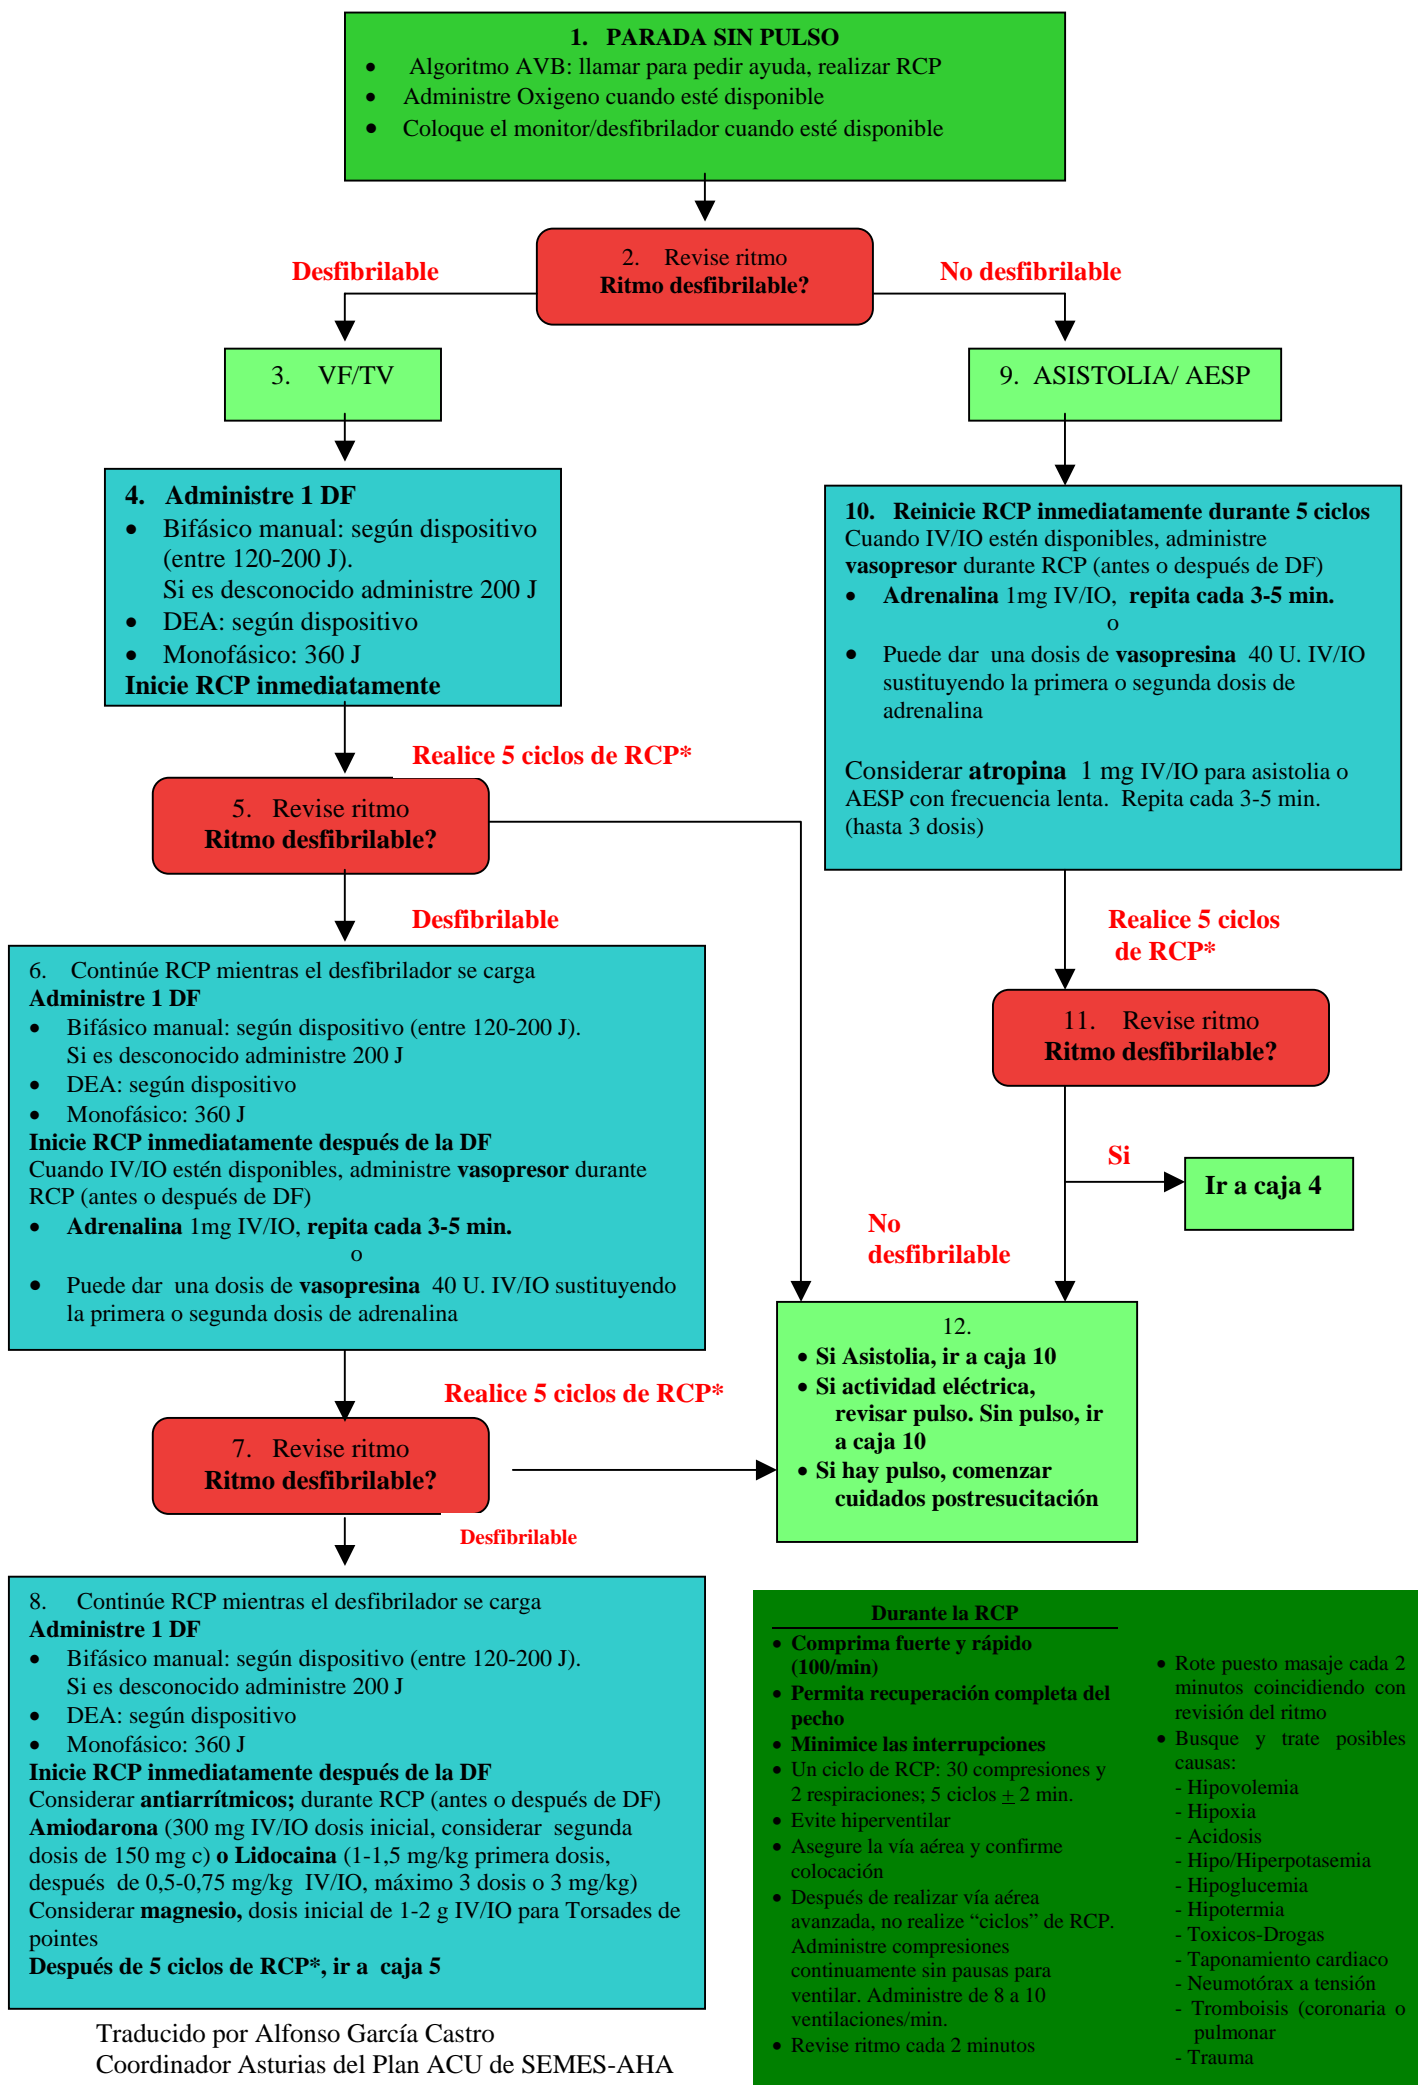 1. PARADA SIN PULSO
• Algoritmo AVB: llamar para pedir ayuda, realizar RCP
• Administre Oxigeno cuando esté disponible
• Coloque el monitor/desfibrilador cuando esté disponible
2. Revise ritmo
Ritmo desfibrilable?
Desfibrilable
No desfibrilable
3. VF/TV
9. ASISTOLIA/ AESP
4. Administre 1 DF
• Bifásico manual: según dispositivo
(entre 120-200 J).
Si es desconocido administre 200 J
• DEA: según dispositivo
• Monofásico: 360 J
Inicie RCP inmediatamente
10. Reinicie RCP inmediatamente durante 5 ciclos
Cuando IV/IO estén disponibles, administre
vasopresor durante RCP (antes o después de DF)
• Adrenalina 1mg IV/IO, repita cada 3-5 min.
o
• Puede dar una dosis de vasopresina 40 U. IV/IO
sustituyendo la primera o segunda dosis de
adrenalina
Considerar atropina 1 mg IV/IO para asistolia o
AESP con frecuencia lenta. Repita cada 3-5 min.
(hasta 3 dosis)
Realice 5 ciclos de RCP*
5. Revise ritmo
Ritmo desfibrilable?
Desfibrilable
Realice 5 ciclos
de RCP*
6. Continúe RCP mientras el desfibrilador se carga
Administre 1 DF
• Bifásico manual: según dispositivo (entre 120-200 J).
Si es desconocido administre 200 J
• DEA: según dispositivo
• Monofásico: 360 J
Inicie RCP inmediatamente después de la DF
Cuando IV/IO estén disponibles, administre vasopresor durante
RCP (antes o después de DF)
• Adrenalina 1mg IV/IO, repita cada 3-5 min.
o
• Puede dar una dosis de vasopresina 40 U. IV/IO sustituyendo
la primera o segunda dosis de adrenalina
11. Revise ritmo
Ritmo desfibrilable?
Si
Ir a caja 4
No
desfibrilable
12.
• Si Asistolia, ir a caja 10
• Si actividad eléctrica,
revisar pulso. Sin pulso, ir
a caja 10
• Si hay pulso, comenzar
cuidados postresucitación
Realice 5 ciclos de RCP*
7. Revise ritmo
Ritmo desfibrilable?
Desfibrilable
8. Continúe RCP mientras el desfibrilador se carga
Administre 1 DF
• Bifásico manual: según dispositivo (entre 120-200 J).
Si es desconocido administre 200 J
• DEA: según dispositivo
• Monofásico: 360 J
Inicie RCP inmediatamente después de la DF
Considerar antiarrítmicos; durante RCP (antes o después de DF)
Amiodarona (300 mg IV/IO dosis inicial, considerar segunda
dosis de 150 mg c) o Lidocaina (1-1,5 mg/kg primera dosis,
después de 0,5-0,75 mg/kg IV/IO, máximo 3 dosis o 3 mg/kg)
Considerar magnesio, dosis inicial de 1-2 g IV/IO para Torsades de
pointes
Después de 5 ciclos de RCP*, ir a caja 5
Durante la RCP
• Comprima fuerte y rápido
(100/min)
• Permita recuperación completa del
pecho
• Minimice las interrupciones
• Un ciclo de RCP: 30 compresiones y
2 respiraciones; 5 ciclos ± 2 min.
• Evite hiperventilar
• Asegure la vía aérea y confirme
colocación
• Después de realizar vía aérea
avanzada, no realize “ciclos” de RCP.
Administre compresiones
continuamente sin pausas para
ventilar. Administre de 8 a 10
ventilaciones/min.
• Revise ritmo cada 2 minutos
• Rote puesto masaje cada 2
minutos coincidiendo con
revisión del ritmo
• Busque y trate posibles
causas:
- Hipovolemia
- Hipoxia
- Acidosis
- Hipo/Hiperpotasemia
- Hipoglucemia
- Hipotermia
- Toxicos-Drogas
- Taponamiento cardiaco
- Neumotórax a tensión
- Tromboisis (coronaria o
pulmonar
- Trauma
Traducido por Alfonso García Castro
Coordinador Asturias del Plan ACU de SEMES-AHA